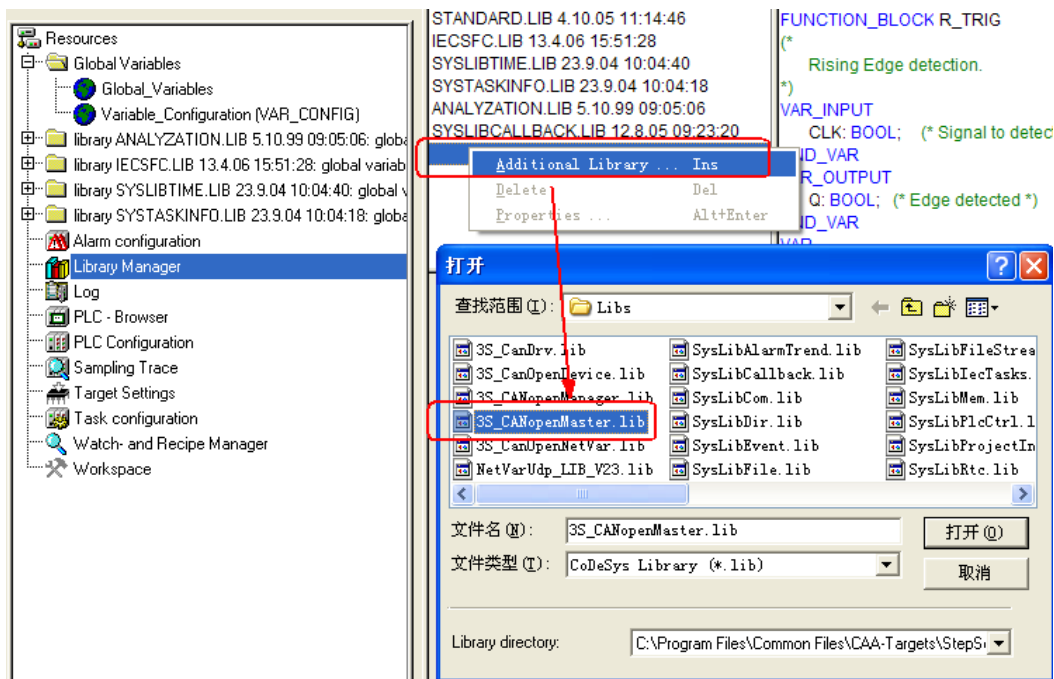 Resources
Global Variables
Global_Variables
Variable_Configuration (VAR_CONFIG)
library ANALYZATION.LIB 5.10.99 09:05:06: globa
library IECSFC.LIB 13.4.06 15:51:28: global variab
library SYSLIBTIME.LIB 23.9.04 10:04:40: global v
library SYSTASKINFO.LIB 23.9.04 10:04:18: globa
Alarm configuration
Library Manager
Log
PLC - Browser
PLC Configuration
Sampling Trace
Target Settings
Task configuration
Watch- and Recipe Manager
Workspace
STANDARD.LIB 4.10.05 11:14:46
IECSFC.LIB 13.4.06 15:51:28
SYSLIBTIME.LIB 23.9.04 10:04:40
SYSTASKINFO.LIB 23.9.04 10:04:18
ANALYZATION.LIB 5.10.99 09:05:06
SYSLIBCALLBACK.LIB 12.8.05 09:23:20
Additional Library ... Ins
Delete Del
Properties ... Alt+Enter
FUNCTION_BLOCK R_TRIG
(*
Rising Edge detection.
*)
VAR_INPUT
CLK: BOOL; (* Signal to detect
ND_VAR
R_OUTPUT
Q: BOOL; (* Edge detected *)
ND_VAR
VAR
打开
查找范围(I): Libs
3S_CanDrv.lib SysLibAlarmTrend.lib SysLibFileStrea
3S_CanOpenDevice.lib SysLibCallback.lib SysLibIecTasks.
3S_CANopenManager.lib SysLibCom.lib SysLibMem.lib
3S_CANopenMaster.lib SysLibDir.lib SysLibPlcCtrl.l
3S_CanOpenNetVar.lib SysLibEvent.lib SysLibProjectIn
NetVarUdp_LIB_V23.lib SysLibFile.lib SysLibRtc.lib
文件名(N): 3S_CANopenMaster.lib 打开(O)
文件类型(T): CoDeSys Library (*.lib) 取消
Library directory: C:\Program Files\Common Files\CAA-Targets\StepS